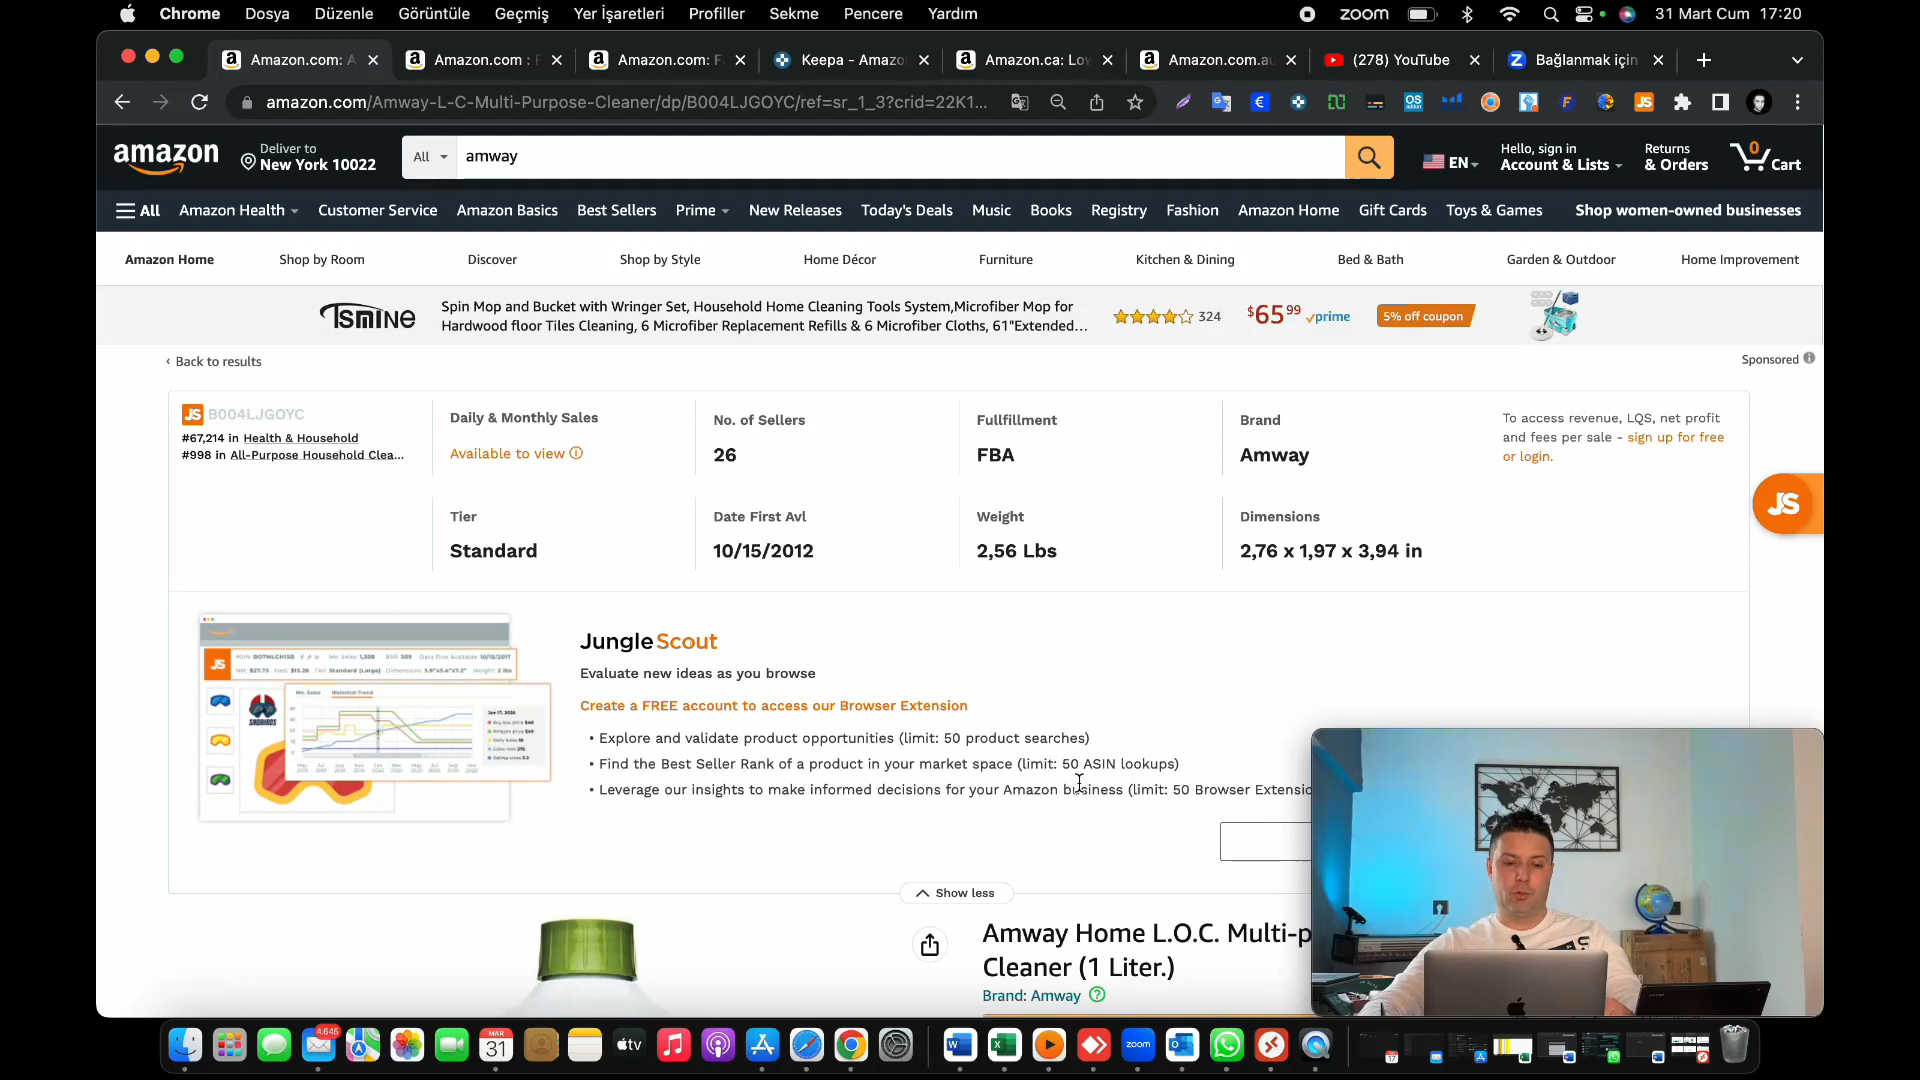 Chrome Dosya Düzenle Görüntüle Geçmiş Yer İşaretleri Profiller Sekme Pencere Yardım zoom 31 Mart Cum 17:20
Amazon.com: A Amazon.com : Amazon.com: F Keepa - Amazo Amazon.ca: Lo Amazon.com.au (278) YouTube Bağlanmak için
amazon.com/Amway-L-C-Multi-Purpose-Cleaner/dp/B004LJGOYC/ref=sr_1_3?crid=22K1...
amazon
Deliver to
New York 10022
All amway
EN
Hello, sign in
Account & Lists
Returns
& Orders
0
Cart
All Amazon Health Customer Service Amazon Basics Best Sellers Prime New Releases Today's Deals Music Books Registry Fashion Amazon Home Gift Cards Toys & Games Shop women-owned businesses
Amazon Home Shop by Room Discover Shop by Style Home Décor Furniture Kitchen & Dining Bed & Bath Garden & Outdoor Home Improvement
Tsmine
Spin Mop and Bucket with Wringer Set, Household Home Cleaning Tools System,Microfiber Mop for
Hardwood floor Tiles Cleaning, 6 Microfiber Replacement Refills & 6 Microfiber Cloths, 61"Extended...
324 $65.99 prime 5% off coupon
‹ Back to results
Sponsored
JS B004LJGOYC
#67,214 in Health & Household
#998 in All-Purpose Household Clea...
Daily & Monthly Sales
Available to view
No. of Sellers
26
Fullfillment
FBA
Brand
Amway
To access revenue, LQS, net profit
and fees per sale - sign up for free
or login.
JS
Tier
Standard
Date First Avl
10/15/2012
Weight
2,56 Lbs
Dimensions
2,76 x 1,97 x 3,94 in
Jungle Scout
Evaluate new ideas as you browse
Create a FREE account to access our Browser Extension
• Explore and validate product opportunities (limit: 50 product searches)
• Find the Best Seller Rank of a product in your market space (limit: 50 ASIN lookups)
• Leverage our insights to make informed decisions for your Amazon business (limit: 50 Browser Extensio
Show less
Amway Home L.O.C. Multi-p
Cleaner (1 Liter.)
Brand: Amway
4.645
MAR
31
tv
zoom